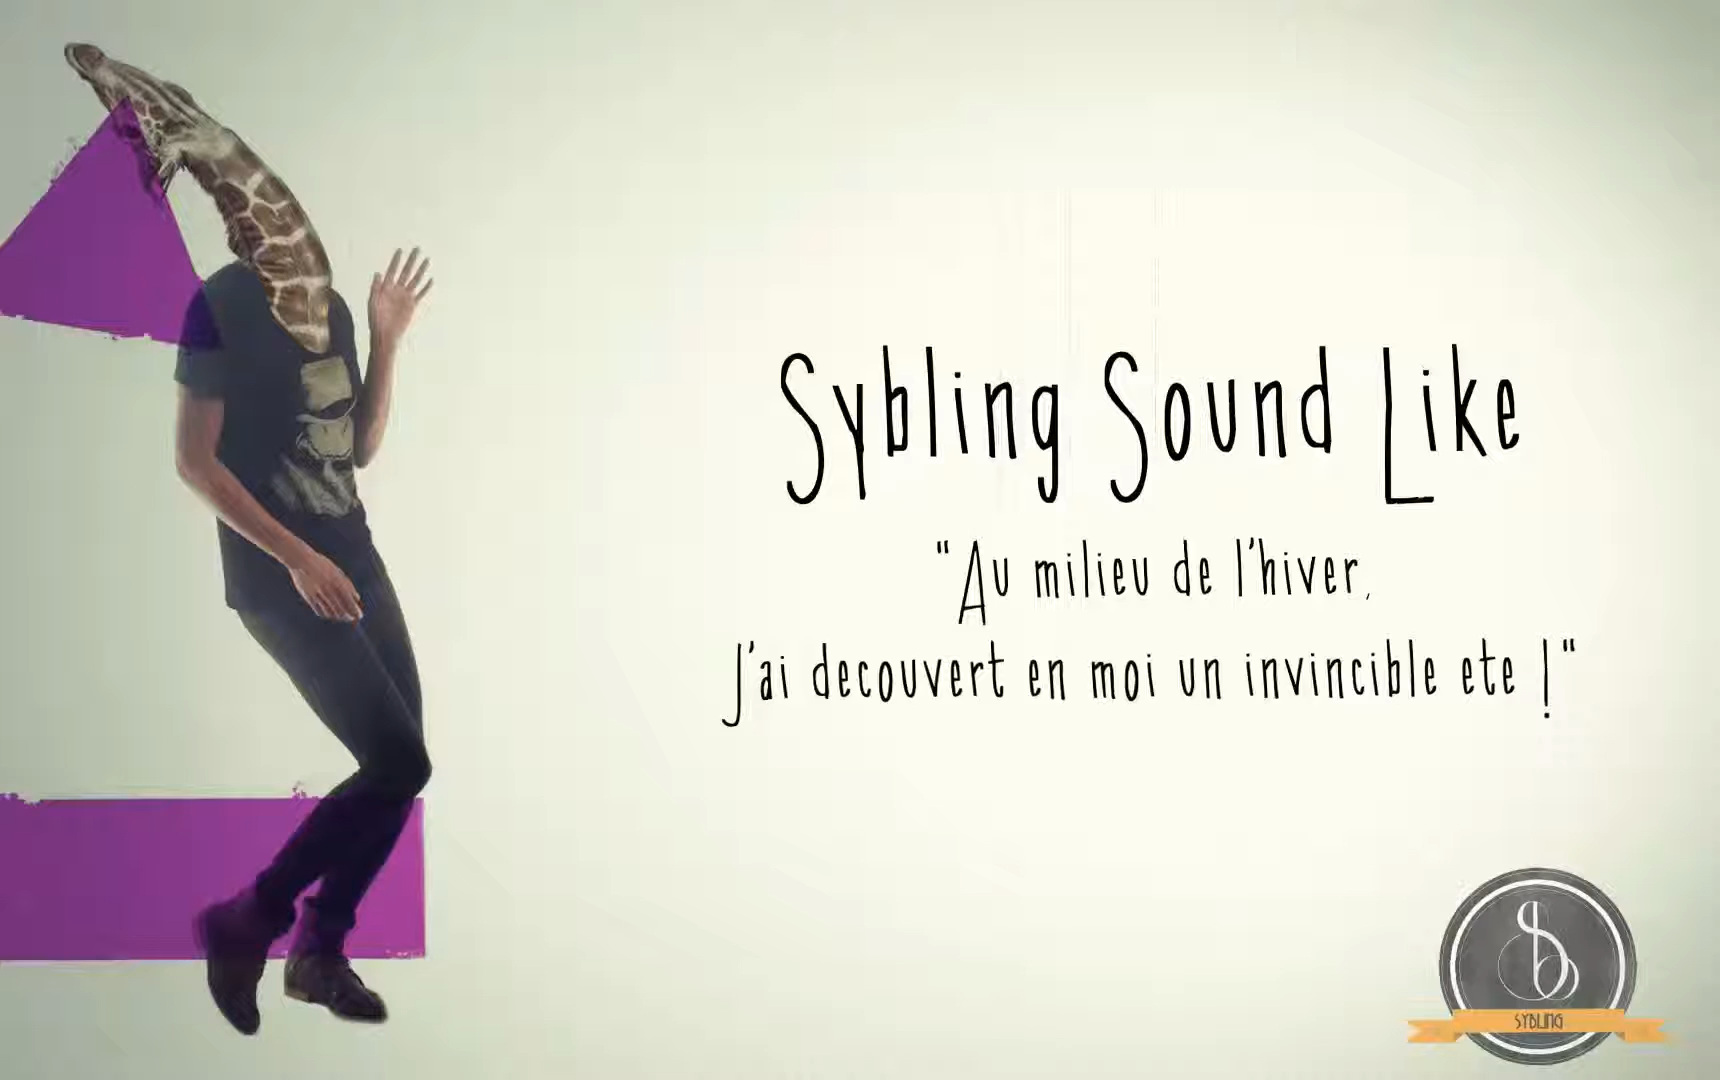 Sybling Sound Like
"Au milieu de l'hiver,
J'ai decouvert en moi un invincible ete !"
SYBLING